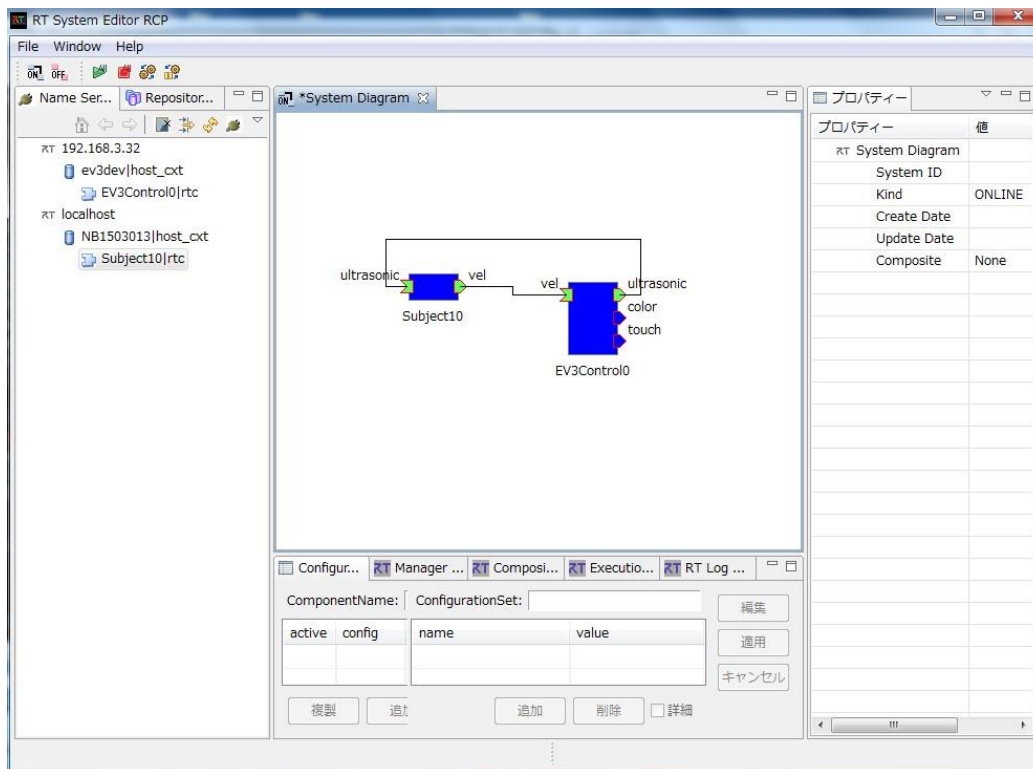 RT System Editor RCP
File Window Help
ON OFF
Name Ser... Repositor...
192.168.3.32
ev3dev|host_cxt
EV3Control0|rtc
localhost
NB1503013|host_cxt
Subject10|rtc
*System Diagram
ultrasonic vel
Subject10
vel ultrasonic
color
touch
EV3Control0
Configur... RT Manager ... RT Composi... RT Executio... RT RT Log ...
ComponentName: ConfigurationSet:
active config name value
編集
適用
キャンセル
複製 追加 削除 詳細
プロパティー
プロパティー 値
RT System Diagram
System ID
Kind ONLINE
Create Date
Update Date
Composite None